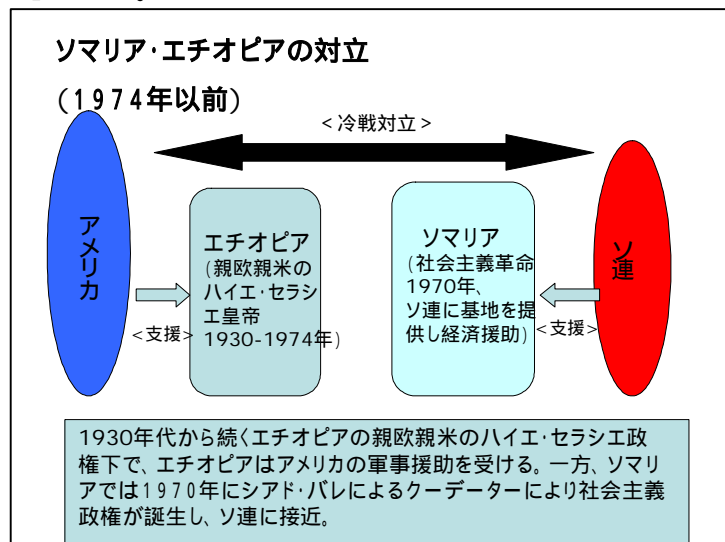 ソマリア・エチオピアの対立
(1974年以前)
<冷戦対立>
アメリカ
エチオピア
(親欧親米の
ハイエ・セラシ
エ皇帝
1930-1974年)
<支援>
ソマリア
(社会主義革命
1970年、
ソ連に基地を提
供し経済援助)
<支援>
ソ連
1930年代から続くエチオピアの親欧親米のハイエ・セラシエ政
権下で、エチオピアはアメリカの軍事援助を受ける。一方、ソマリ
アでは1970年にシアド・バレによるクーデーターにより社会主義
政権が誕生し、ソ連に接近。